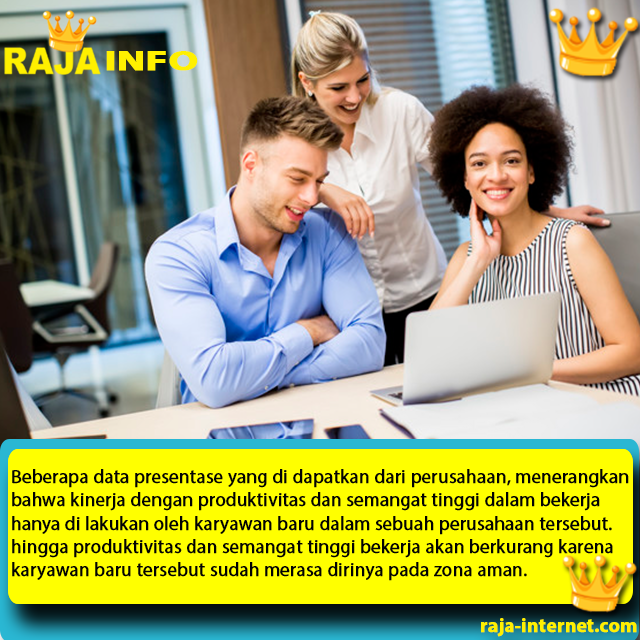 RAJA INFO
Beberapa data presentase yang di dapatkan dari perusahaan, menerangkan
bahwa kinerja dengan produktivitas dan semangat tinggi dalam bekerja
hanya di lakukan oleh karyawan baru dalam sebuah perusahaan tersebut.
hingga produktivitas dan semangat tinggi bekerja akan berkurang karena
karyawan baru tersebut sudah merasa dirinya pada zona aman.
raja-internet.com